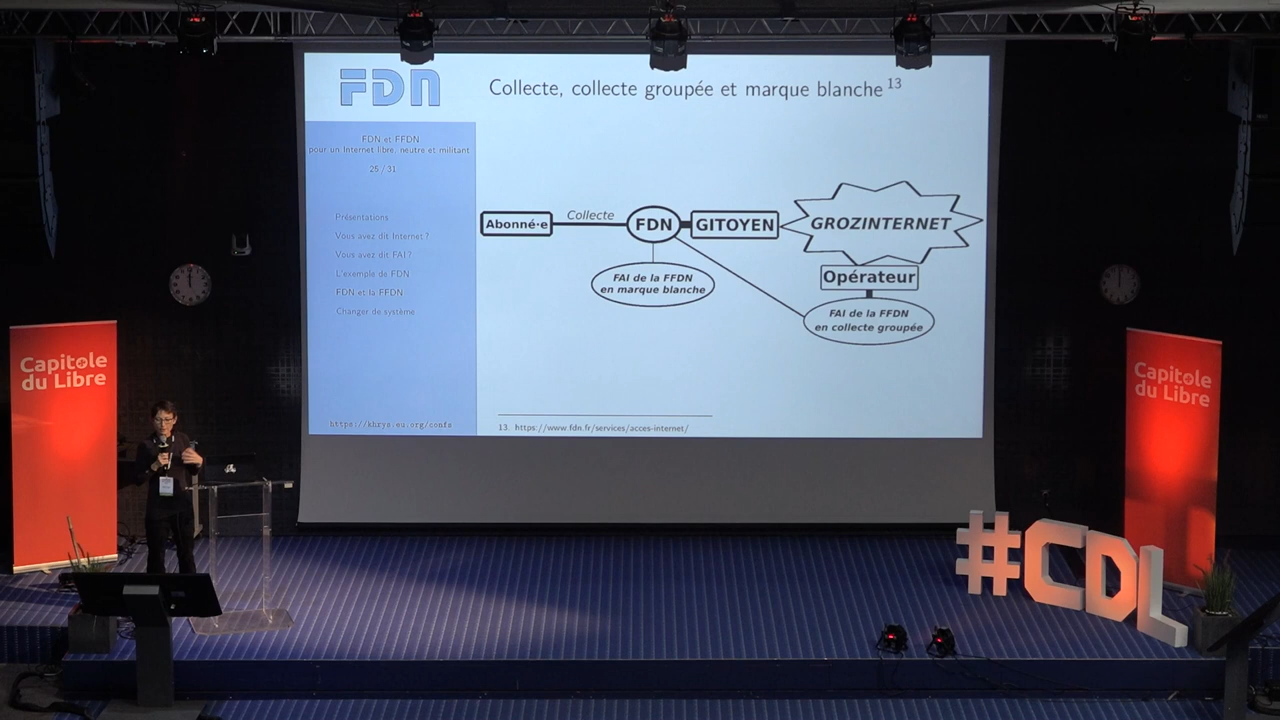 FDN
Collecte, collecte groupée et marque blanche 13
FDN et FFDN
pour un Internet libre, neutre et militant
25 / 31
Présentations
Vous avez dit Internet ?
Vous avez dit FAI ?
L'exemple de FDN
FDN et la FFDN
Changer de système
https://khrys.eu.org/confs
Abonné·e
Collecte
FDN
GITOYEN
GROZINTERNET
FAI de la FFDN
en marque blanche
Opérateur
FAI de la FFDN
en collecte groupée
13. https://www.fdn.fr/services/acces-internet/
Capitole
du Libre
Capitole
du Libre
#CDL